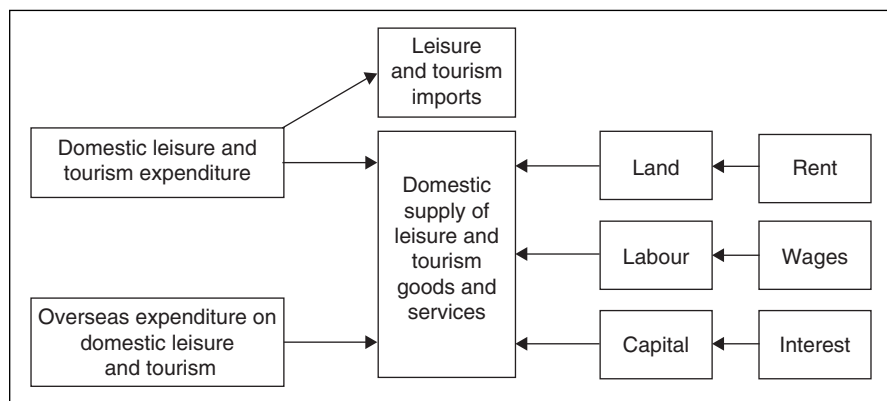 Leisure
and tourism
imports
Domestic leisure and
tourism expenditure
Domestic
supply of
leisure and
tourism
goods and
services
Overseas expenditure on
domestic leisure
and tourism
Land
Rent
Labour
Wages
Capital
Interest